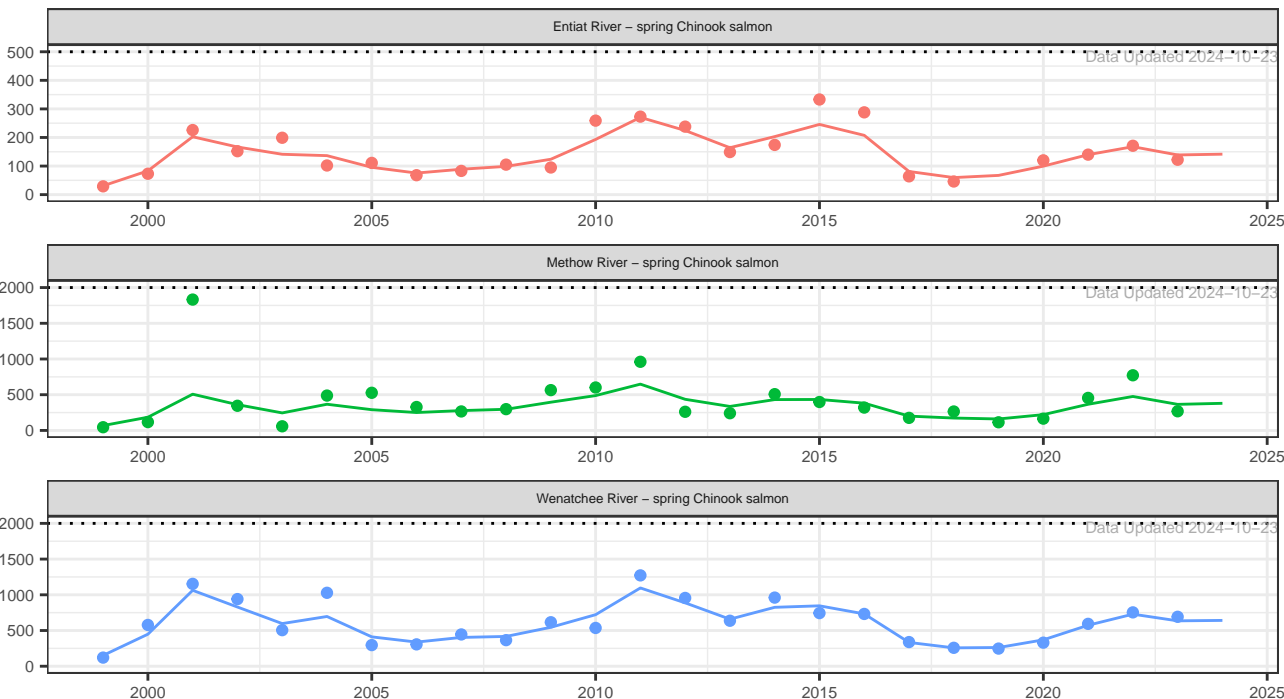 Entiat River – spring Chinook salmon
500
Data Updated 2024–10–23
400
300
200
100
0
2000 2005 2010 2015 2020 2025
Methow River – spring Chinook salmon
2000
Data Updated 2024–10–23
1500
1000
500
0
2000 2005 2010 2015 2020 2025
Wenatchee River – spring Chinook salmon
2000
Data Updated 2024–10–23
1500
1000
500
0
2000 2005 2010 2015 2020 2025